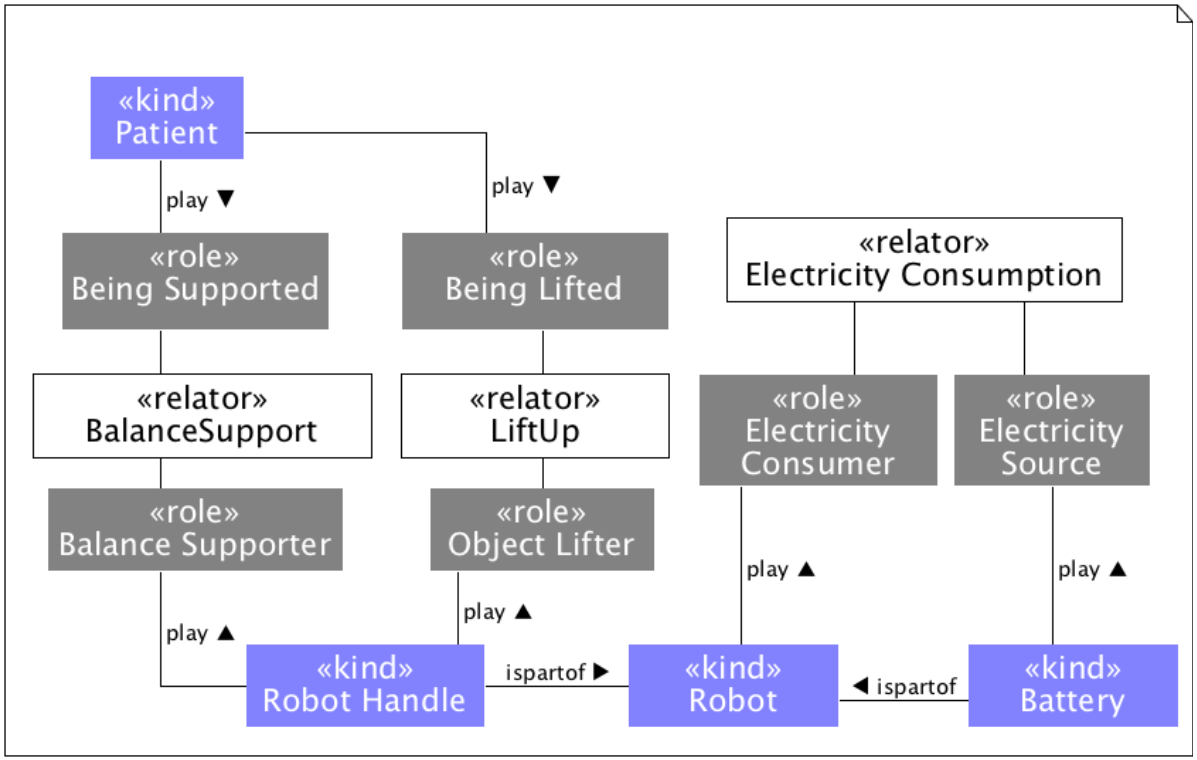 «kind»
Patient
play ▼
play ▼
«role»
Being Supported
«role»
Being Lifted
«relator»
Electricity Consumption
«relator»
BalanceSupport
«relator»
LiftUp
«role»
Electricity
Consumer
«role»
Electricity
Source
«role»
Balance Supporter
«role»
Object Lifter
play ▲
play ▲
play ▲
play ▲
«kind»
Robot Handle
ispartof ▶
«kind»
Robot
◀ ispartof
«kind»
Battery